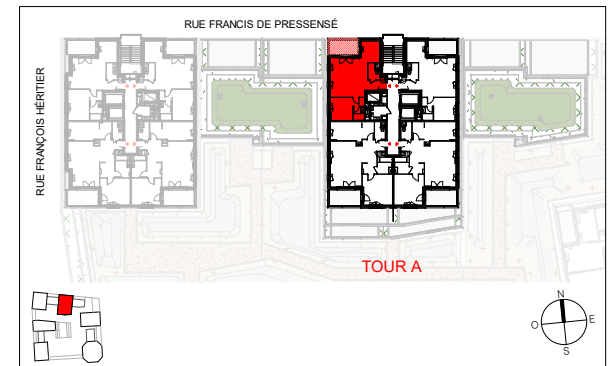 RUE FRANCIS DE PRESSENSÉ
RUE FRANÇOIS HÉRITIER
TOUR A
N
O E
S